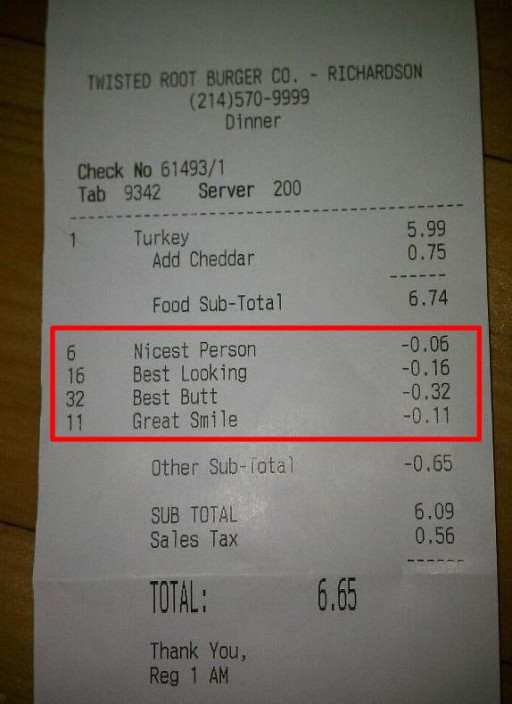 TWISTED ROOT BURGER CO. - RICHARDSON
(214)570-9999
Dinner
Check No 61493/1
Tab 9342 Server 200
1 Turkey 5.99
Add Cheddar 0.75
Food Sub-Total 6.74
6 Nicest Person -0.06
16 Best Looking -0.16
32 Best Butt -0.32
11 Great Smile -0.11
Other Sub-Total -0.65
SUB TOTAL 6.09
Sales Tax 0.56
TOTAL: 6.65
Thank You,
Reg 1 AM